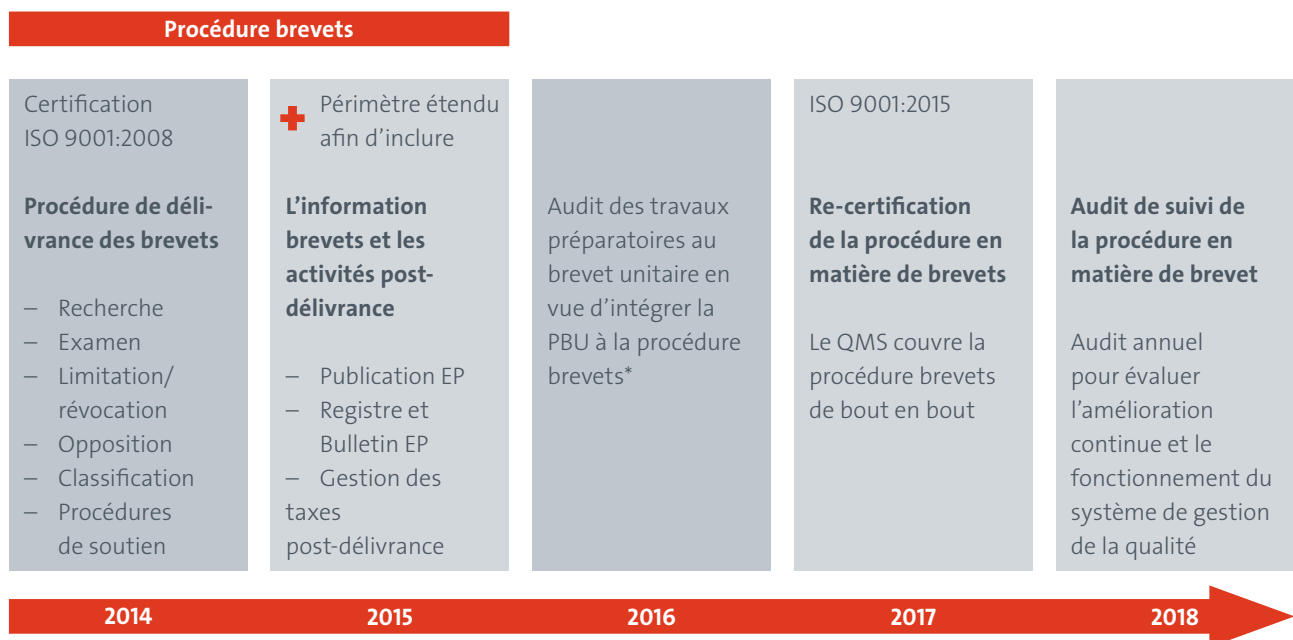 Procédure brevets
Certification
ISO 9001:2008
Procédure de déli-
vrance des brevets
– Recherche
– Examen
– Limitation/
révocation
– Opposition
– Classification
– Procédures
de soutien
+ Périmètre étendu
afin d’inclure
L’information
brevets et les
activités post-
délivrance
– Publication EP
– Registre et
Bulletin EP
– Gestion des
taxes
post-délivrance
Audit des travaux
préparatoires au
brevet unitaire en
vue d’intégrer la
PBU à la procédure
brevets*
ISO 9001:2015
Re-certification
de la procédure en
matière de brevets
Le QMS couvre la
procédure brevets
de bout en bout
Audit de suivi de
la procédure en
matière de brevet
Audit annuel
pour évaluer
l’amélioration
continue et le
fonctionnement du
système de gestion
de la qualité
2014 2015 2016 2017 2018